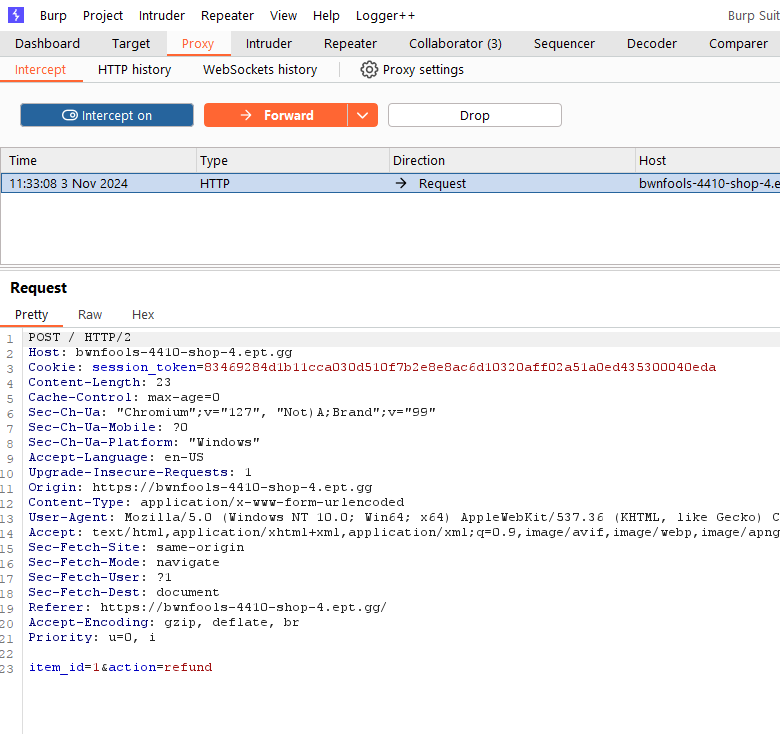 Burp Project Intruder Repeater View Help Logger++ Burp Suit
Dashboard Target Proxy Intruder Repeater Collaborator (3) Sequencer Decoder Comparer
Intercept HTTP history WebSockets history Proxy settings
Intercept on Forward Drop
Time Type Direction Host
11:33:08 3 Nov 2024 HTTP → Request bwnfools-4410-shop-4.e
Request
Pretty Raw Hex
1 POST / HTTP/2
2 Host: bwnfools-4410-shop-4.ept.gg
3 Cookie: session_token=83469284d1b11cca030d510f7b2e8e8ac6d10320aff02a51a0ed435300040eda
4 Content-Length: 23
5 Cache-Control: max-age=0
6 Sec-Ch-Ua: "Chromium";v="127", "Not)A;Brand";v="99"
7 Sec-Ch-Ua-Mobile: ?0
8 Sec-Ch-Ua-Platform: "Windows"
9 Accept-Language: en-US
10 Upgrade-Insecure-Requests: 1
11 Origin: https://bwnfools-4410-shop-4.ept.gg
12 Content-Type: application/x-www-form-urlencoded
13 User-Agent: Mozilla/5.0 (Windows NT 10.0; Win64; x64) AppleWebKit/537.36 (KHTML, like Gecko) C
14 Accept: text/html,application/xhtml+xml,application/xml;q=0.9,image/avif,image/webp,image/apng
15 Sec-Fetch-Site: same-origin
16 Sec-Fetch-Mode: navigate
17 Sec-Fetch-User: ?1
18 Sec-Fetch-Dest: document
19 Referer: https://bwnfools-4410-shop-4.ept.gg/
20 Accept-Encoding: gzip, deflate, br
21 Priority: u=0, i
22
23 item_id=1&action=refund